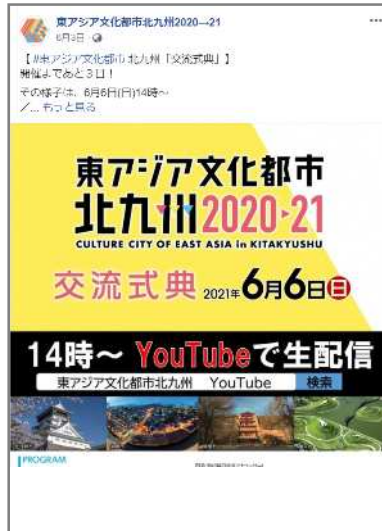 東アジア文化都市北九州2020→21
6月3日
【 #東アジア文化都市 北九州「交流式典」】
開催まであと3日！
その様子は、6月6日(日)14時～
／... もっと見る
東アジア文化都市
北九州2020▸21
CULTURE CITY OF EAST ASIA in KITAKYUSHU
交流式典 2021年6月6日日
14時～ YouTubeで生配信
東アジア文化都市北九州 YouTube 検索
PROGRAM